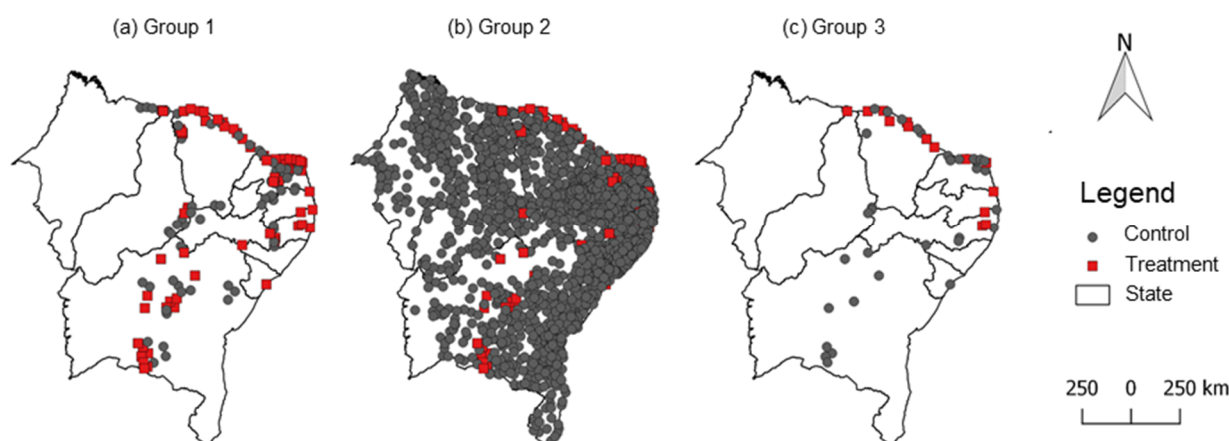 (a) Group 1
(b) Group 2
(c) Group 3
N
Legend
Control
Treatment
State
250 0 250 km